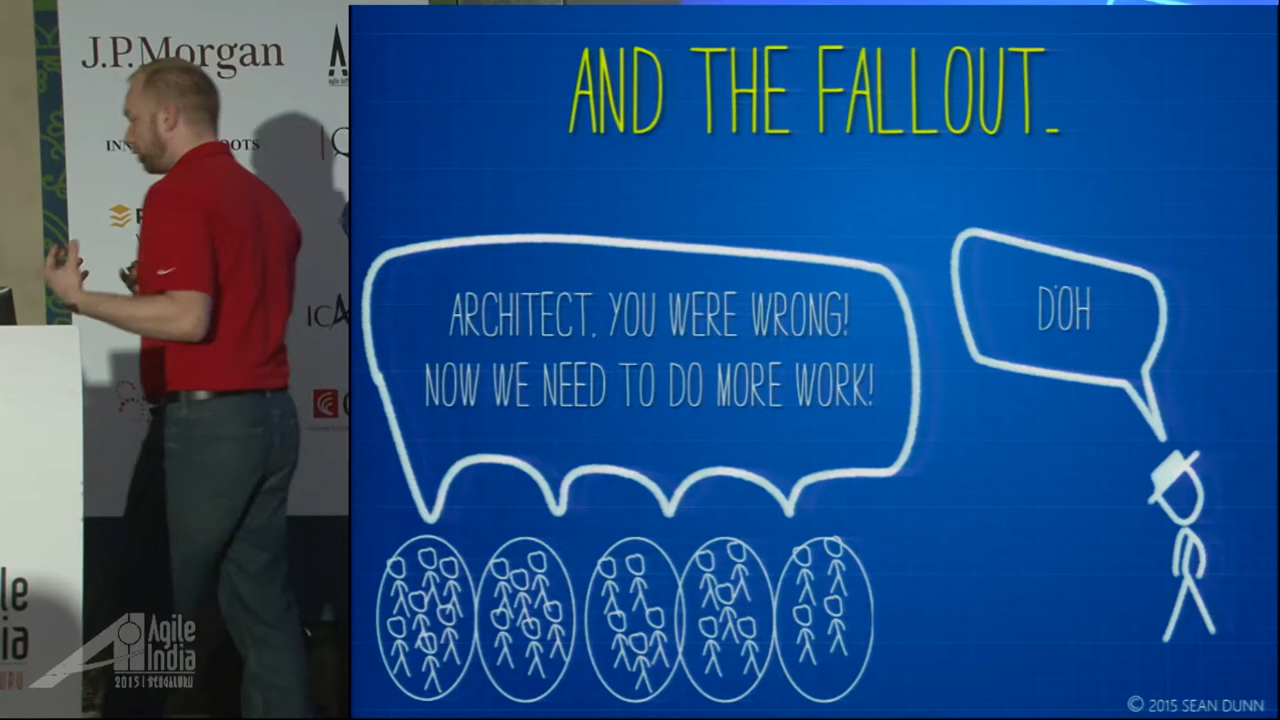 J.P.Morgan
AND THE FALLOUT...
ARCHITECT, YOU WERE WRONG!
NOW WE NEED TO DO MORE WORK!
D'OH
Agile
India
2015 | BENGALURU
© 2015 SEAN DUNN